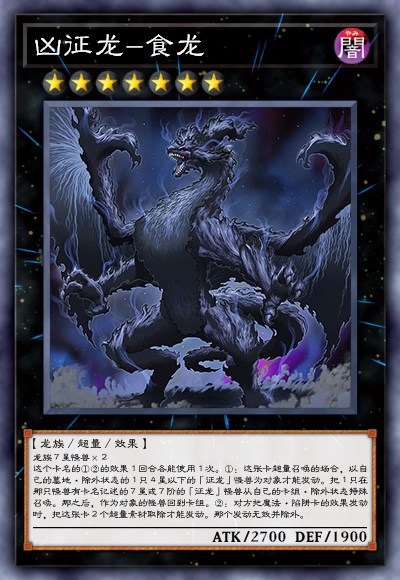 凶征龙-食龙
やみ
闇
【龙族／超量／效果】
龙族7星怪兽×2
这个卡名的①②的效果1回合各能使用1次。①：这张卡超量召唤的场合，以自
己的墓地·除外状态的1只4星以下的「征龙」怪兽为对象才能发动。把1只在
那只怪兽有卡名记述的7星或7阶的「征龙」怪兽从自己的卡组·除外状态特殊
召唤。那之后，作为对象的怪兽回到卡组。②：对方把魔法·陷阱卡的效果发动
时，把这张卡2个超量素材取除才能发动。那个发动无效并除外。
ATK/2700 DEF/1900